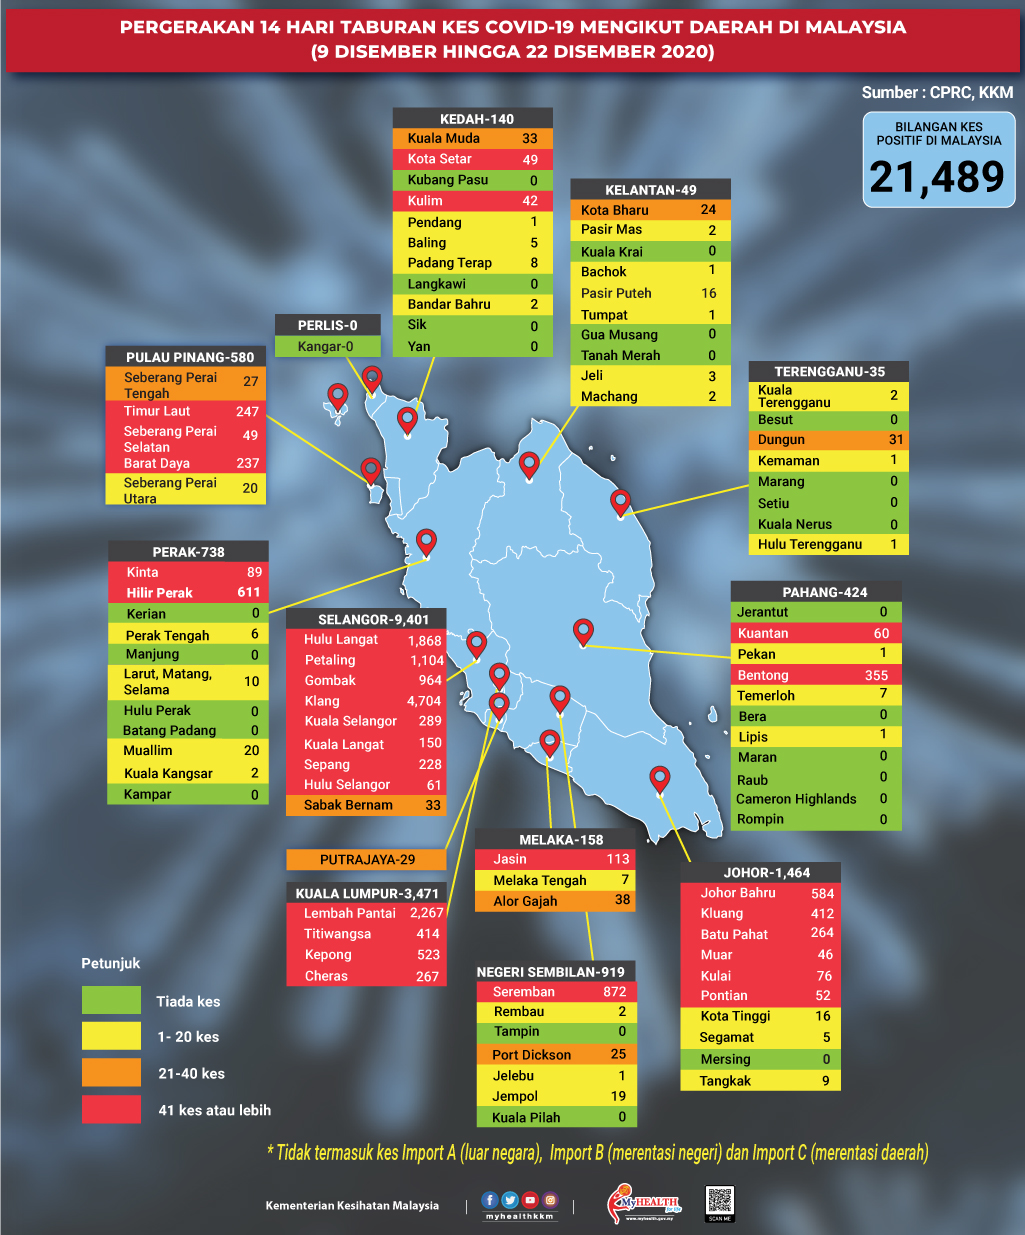 PERGERAKAN 14 HARI TABURAN KES COVID-19 MENGIKUT DAERAH DI MALAYSIA
(9 DISEMBER HINGGA 22 DISEMBER 2020)
Sumber : CPRC, KKM
BILANGAN KES
POSITIF DI MALAYSIA
21,489
KEDAH-140
Kuala Muda 33
Kota Setar 49
Kubang Pasu 0
Kulim 42
Pendang 1
Baling 5
Padang Terap 8
Langkawi 0
Bandar Bahru 2
Sik 0
Yan 0
KELANTAN-49
Kota Bharu 24
Pasir Mas 2
Kuala Krai 0
Bachok 1
Pasir Puteh 16
Tumpat 1
Gua Musang 0
Tanah Merah 0
Jeli 3
Machang 2
PERLIS-0
Kangar-0
PULAU PINANG-580
Seberang Perai
Tengah 27
Timur Laut 247
Seberang Perai
Selatan 49
Barat Daya 237
Seberang Perai
Utara 20
TERENGGANU-35
Kuala
Terengganu 2
Besut 0
Dungun 31
Kemaman 1
Marang 0
Setiu 0
Kuala Nerus 0
Hulu Terengganu 1
PERAK-738
Kinta 89
Hilir Perak 611
Kerian 0
Perak Tengah 6
Manjung 0
Larut, Matang,
Selama 10
Hulu Perak 0
Batang Padang 0
Muallim 20
Kuala Kangsar 2
Kampar 0
SELANGOR-9,401
Hulu Langat 1,868
Petaling 1,104
Gombak 964
Klang 4,704
Kuala Selangor 289
Kuala Langat 150
Sepang 228
Hulu Selangor 61
Sabak Bernam 33
PAHANG-424
Jerantut 0
Kuantan 60
Pekan 1
Bentong 355
Temerloh 7
Bera 0
Lipis 1
Maran 0
Raub 0
Cameron Highlands 0
Rompin 0
PUTRAJAYA-29
KUALA LUMPUR-3,471
Lembah Pantai 2,267
Titiwangsa 414
Kepong 523
Cheras 267
MELAKA-158
Jasin 113
Melaka Tengah 7
Alor Gajah 38
JOHOR-1,464
Johor Bahru 584
Kluang 412
Batu Pahat 264
Muar 46
Kulai 76
Pontian 52
Kota Tinggi 16
Segamat 5
Mersing 0
Tangkak 9
NEGERI SEMBILAN-919
Seremban 872
Rembau 2
Tampin 0
Port Dickson 25
Jelebu 1
Jempol 19
Kuala Pilah 0
Petunjuk
Tiada kes
1- 20 kes
21-40 kes
41 kes atau lebih
* Tidak termasuk kes Import A (luar negara), Import B (merentasi negeri) dan Import C (merentasi daerah)
Kementerian Kesihatan Malaysia
myhealthkkm
MyHEALTH
for life
www.myhealth.gov.my
SCAN ME